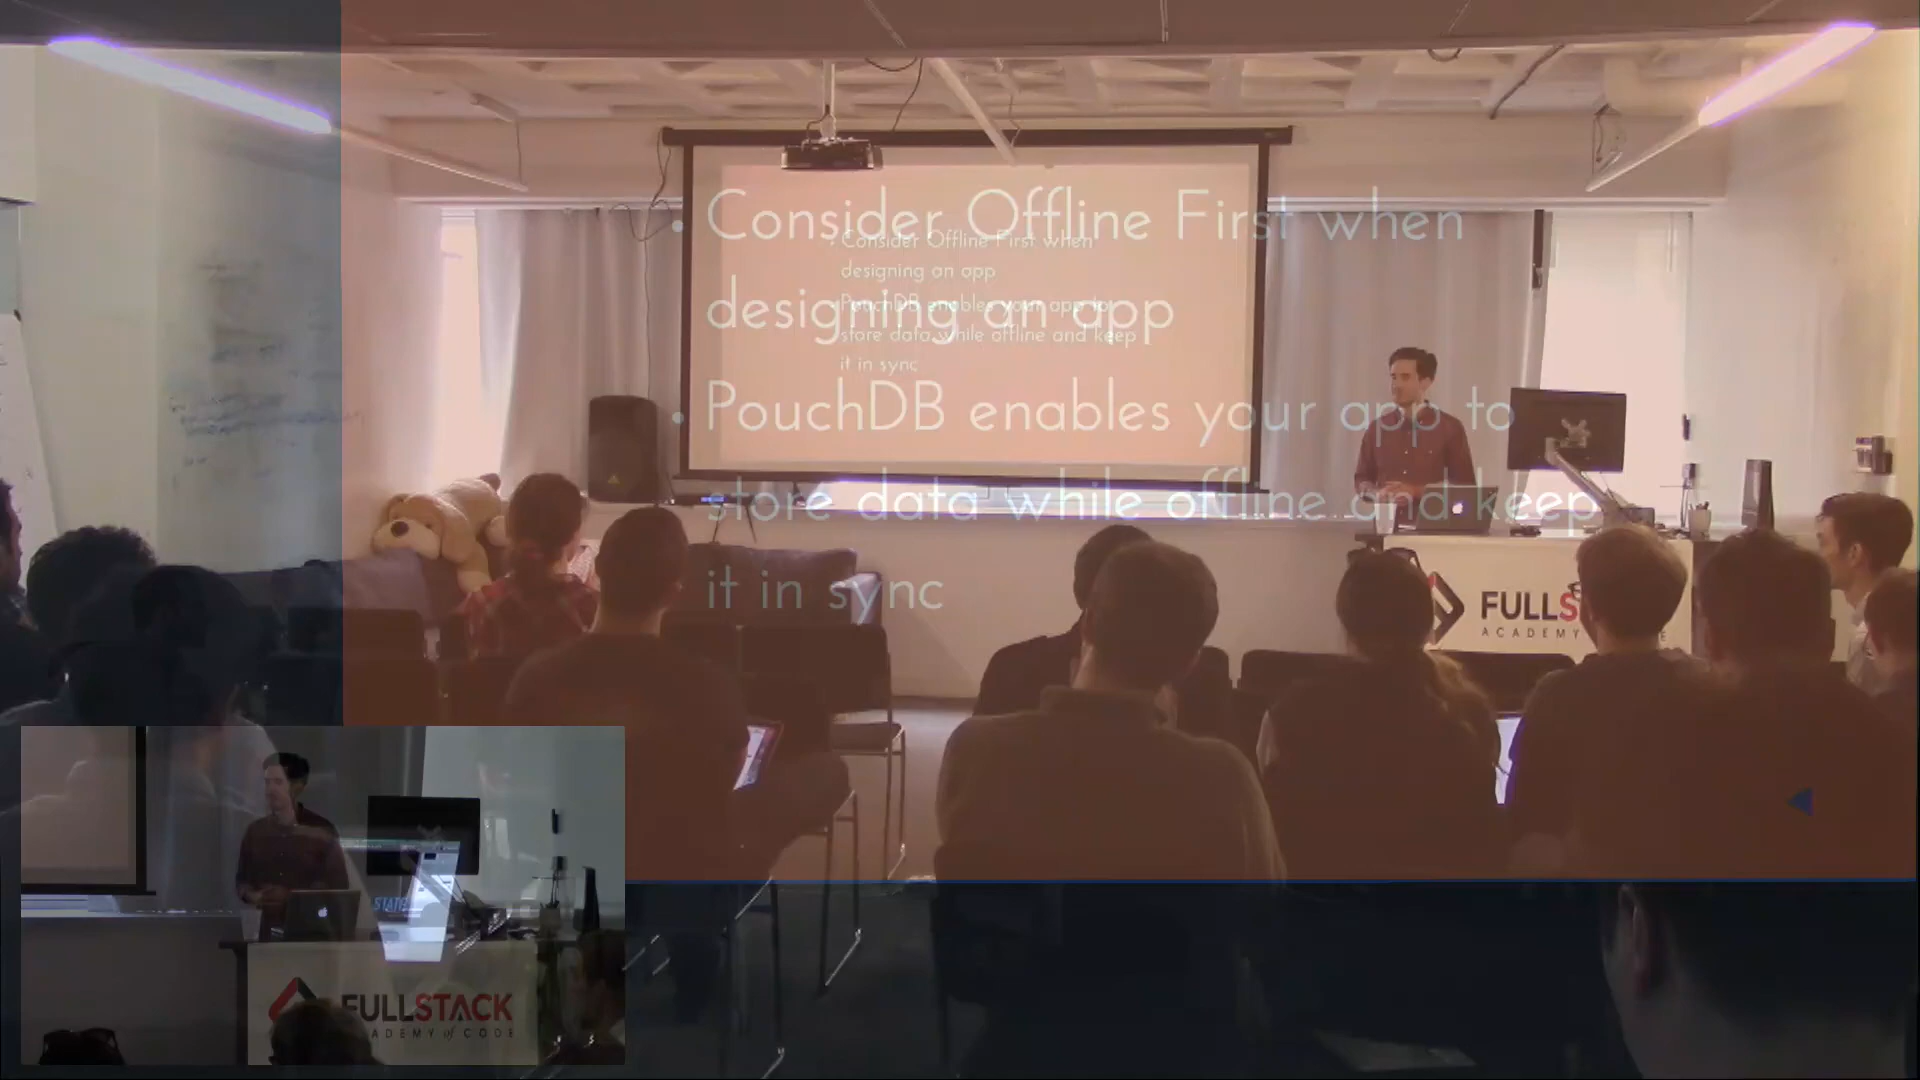 • Consider Offline First when
designing an app
• PouchDB enables your app to
store data while offline and keep
it in sync
• Consider Offline First when
designing an app
PouchDB enables your app to
store data while offline and keep
it in sync
FULLS
ACADEMY
FULLSTACK
ACADEMY of CODE